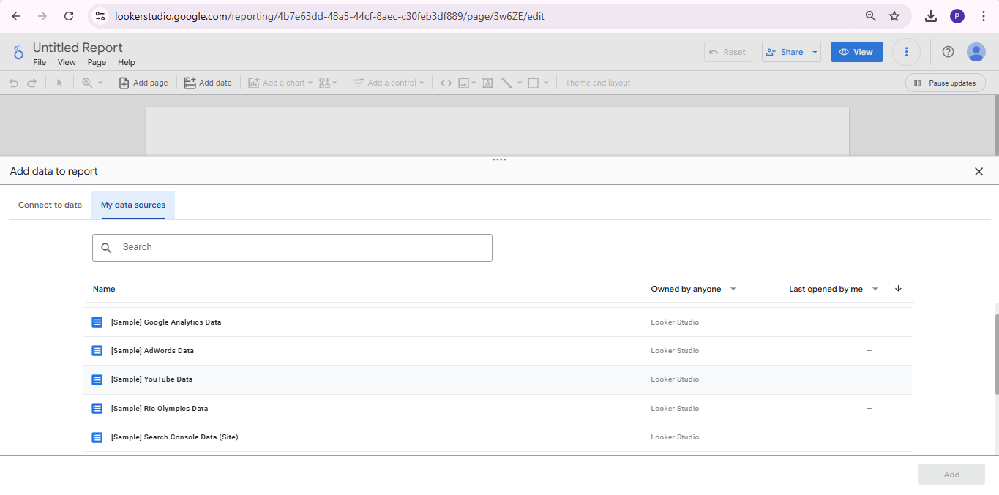 lookerstudio.google.com/reporting/4b7e63dd-48a5-44cf-8aec-c30feb3df889/page/3w6ZE/edit
P
Untitled Report
File View Page Help
Reset Share View
Add page Add data Add a chart Add a control Theme and layout Pause updates
Add data to report
Connect to data My data sources
Search
Name Owned by anyone Last opened by me
[Sample] Google Analytics Data Looker Studio –
[Sample] AdWords Data Looker Studio –
[Sample] YouTube Data Looker Studio –
[Sample] Rio Olympics Data Looker Studio –
[Sample] Search Console Data (Site) Looker Studio –
Add